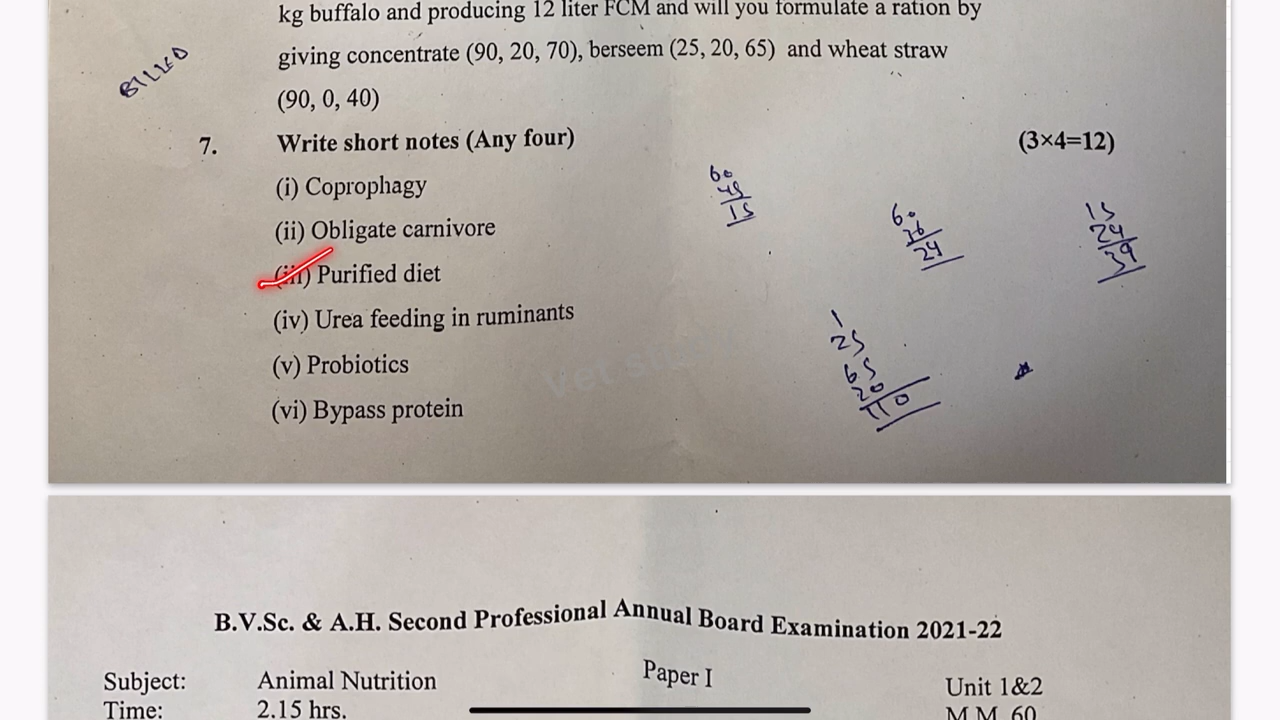 kg buffalo and producing 12 liter FCM and will you formulate a ration by
giving concentrate (90, 20, 70), berseem (25, 20, 65) and wheat straw
(90, 0, 40)
7. Write short notes (Any four) (3×4=12)
(i) Coprophagy
(ii) Obligate carnivore
(iii) Purified diet
(iv) Urea feeding in ruminants
(v) Probiotics
(vi) Bypass protein
60
15
60
24
15
24
39
1
25
65
20
110
B.V.Sc. & A.H. Second Professional Annual Board Examination 2021-22
Subject: Animal Nutrition Paper I Unit 1&2
Time: 2.15 hrs. M.M. 60